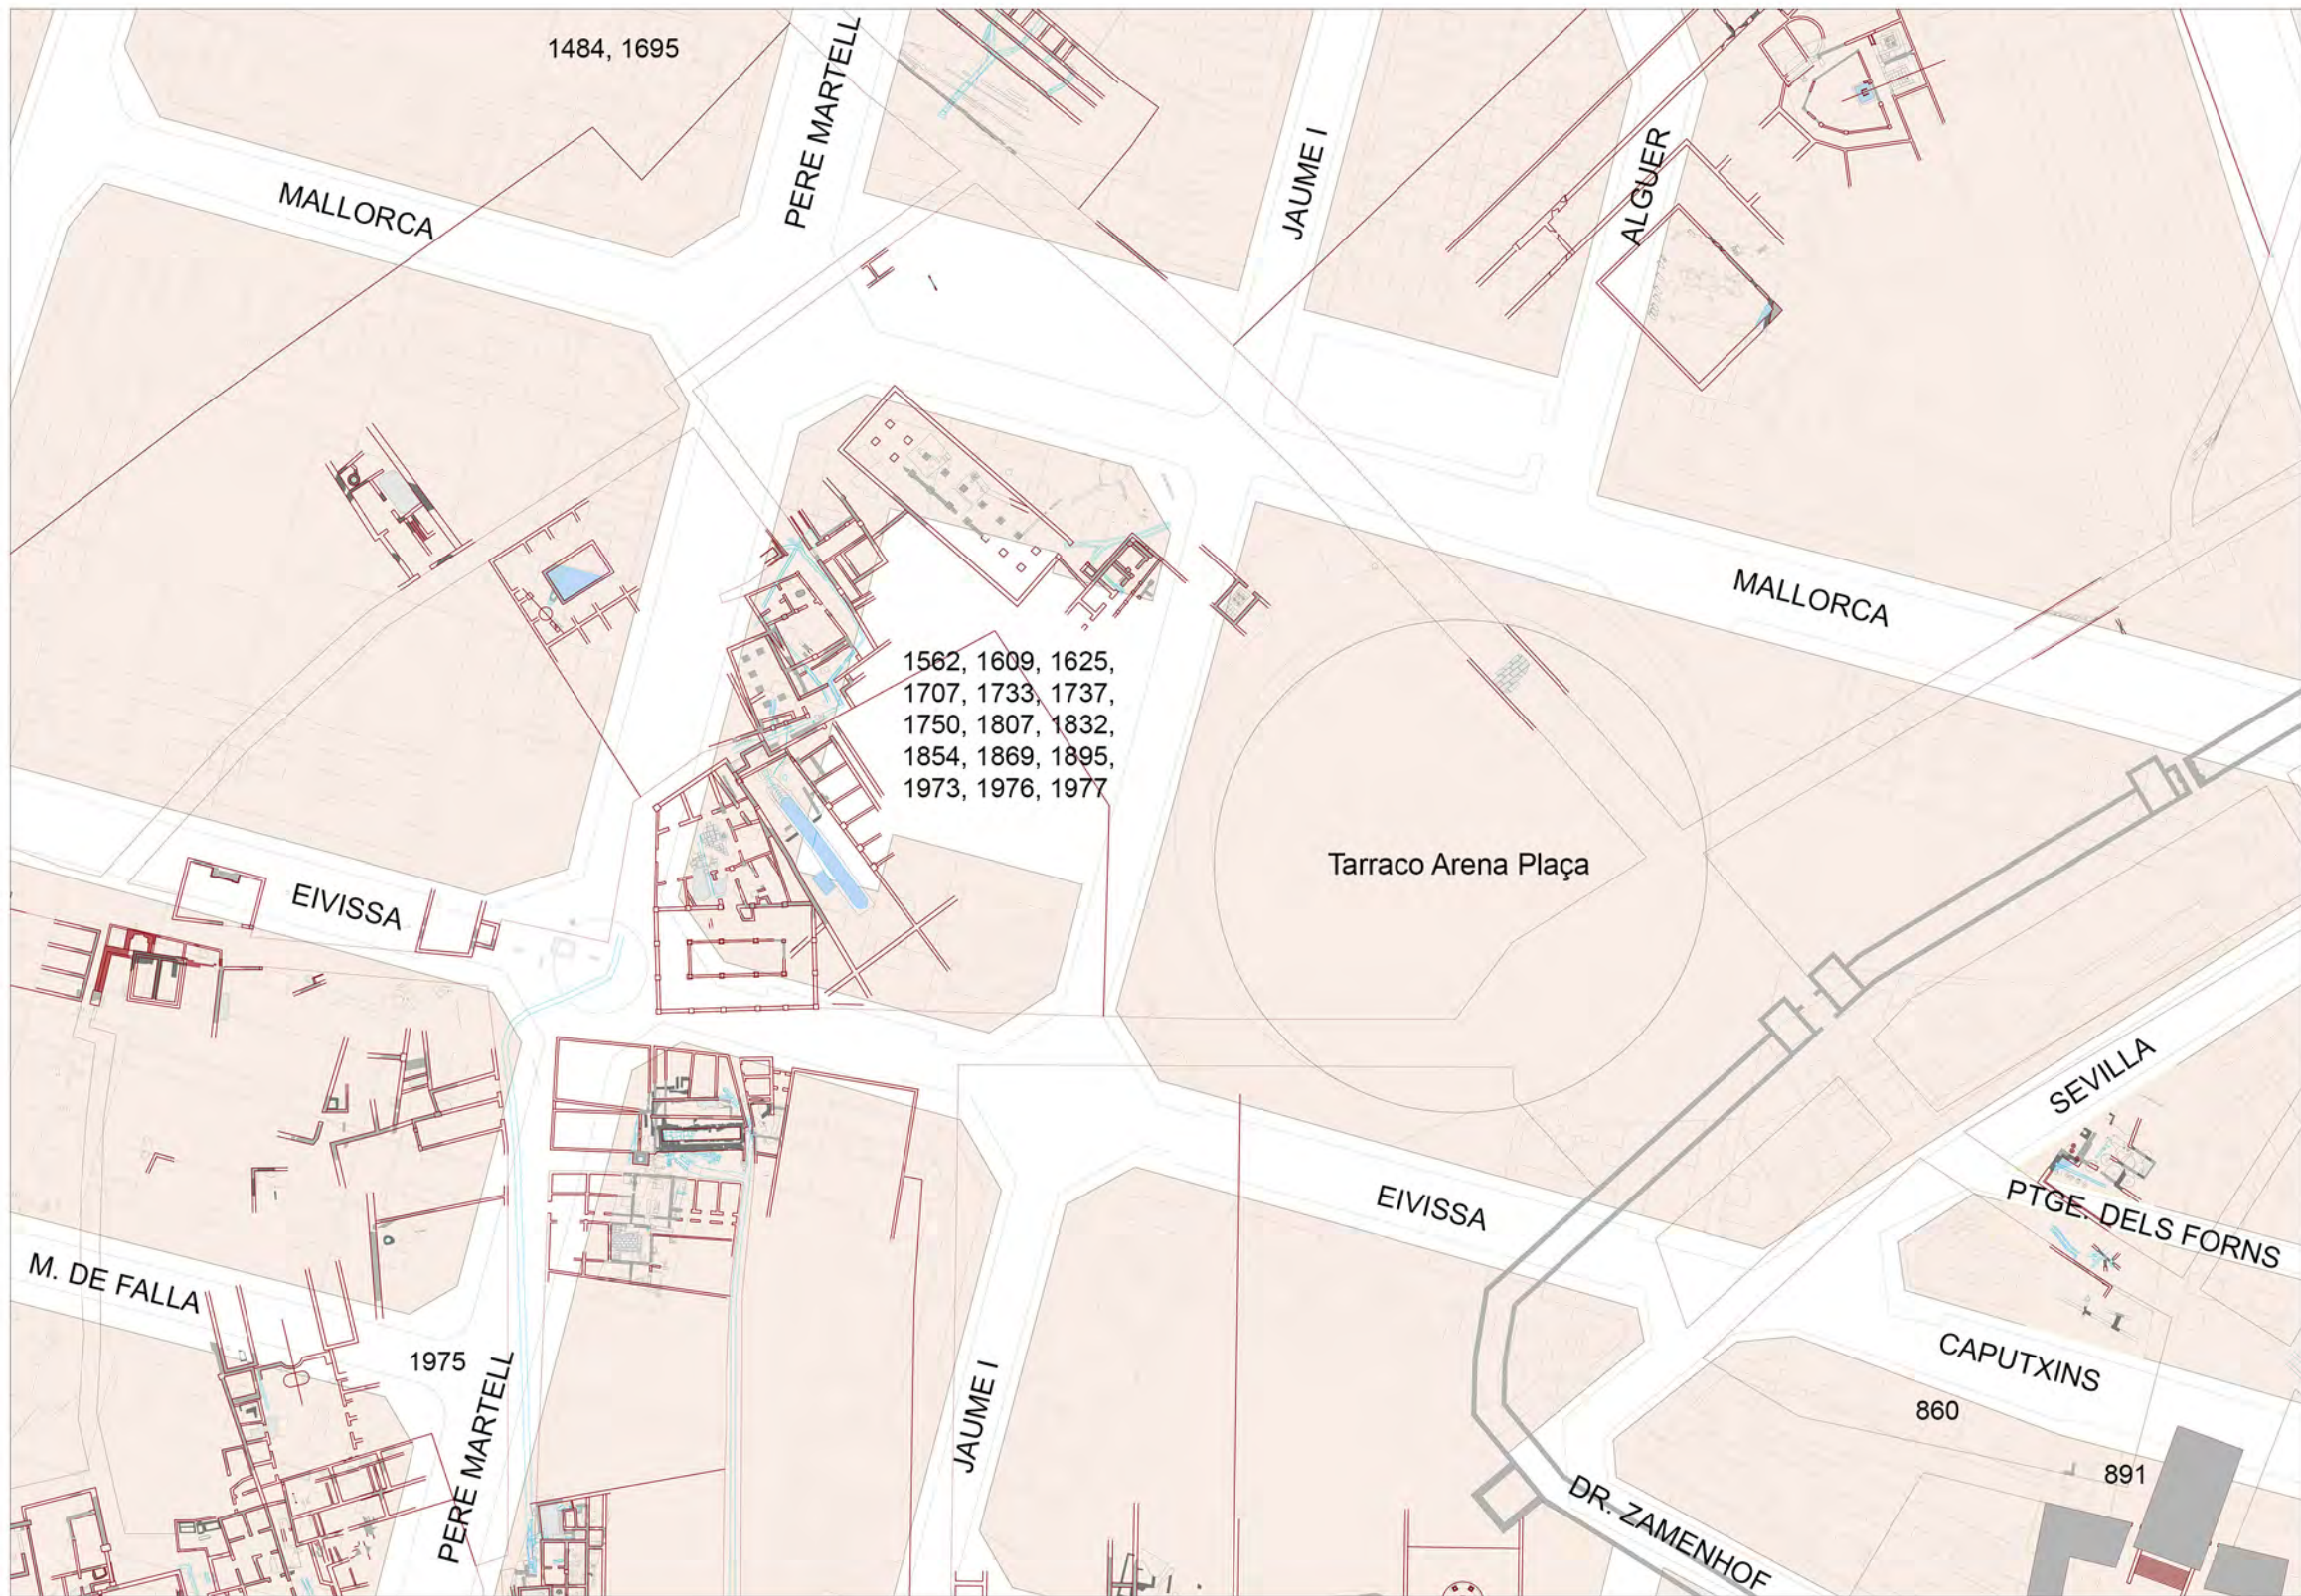 1484, 1695
PERE MARTELL
MALLORCA
JAUME I
ALGUER
MALLORCA
1562, 1609, 1625,
1707, 1733, 1737,
1750, 1807, 1832,
1854, 1869, 1895,
1973, 1976, 1977
Tarraco Arena Plaça
EIVISSA
SEVILLA
PTGE. DELS FORNS
EIVISSA
M. DE FALLA
1975
PERE MARTELL
JAUME I
CAPUTXINS
860
891
DR. ZAMENHOF